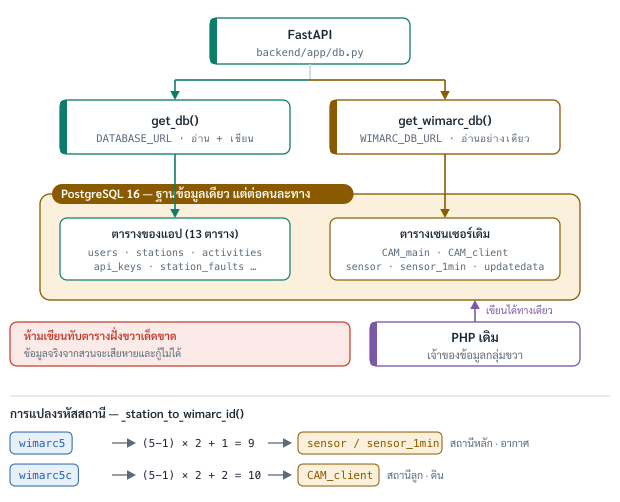 FastAPI
backend/app/db.py
get_db()
DATABASE_URL · อ่าน + เขียน
get_wimarc_db()
WIMARC_DB_URL · อ่านอย่างเดียว
PostgreSQL 16 — ฐานข้อมูลเดียว แต่ต่อคนละทาง
ตารางของแอป (13 ตาราง)
users · stations · activities
api_keys · station_faults …
ตารางเซนเซอร์เดิม
CAM_main · CAM_client
sensor · sensor_1min · updatedata
เขียนได้ทางเดียว
ห้ามเขียนทับตารางฝั่งขวาเด็ดขาด
ข้อมูลจริงจากสวนจะเสียหายและกู้ไม่ได้
PHP เดิม
เจ้าของข้อมูลกลุ่มขวา
การแปลงรหัสสถานี — _station_to_wimarc_id()
wimarc5 (5−1) × 2 + 1 = 9 sensor / sensor_1min สถานีหลัก · อากาศ
wimarc5c (5−1) × 2 + 2 = 10 CAM_client สถานีลูก · ดิน